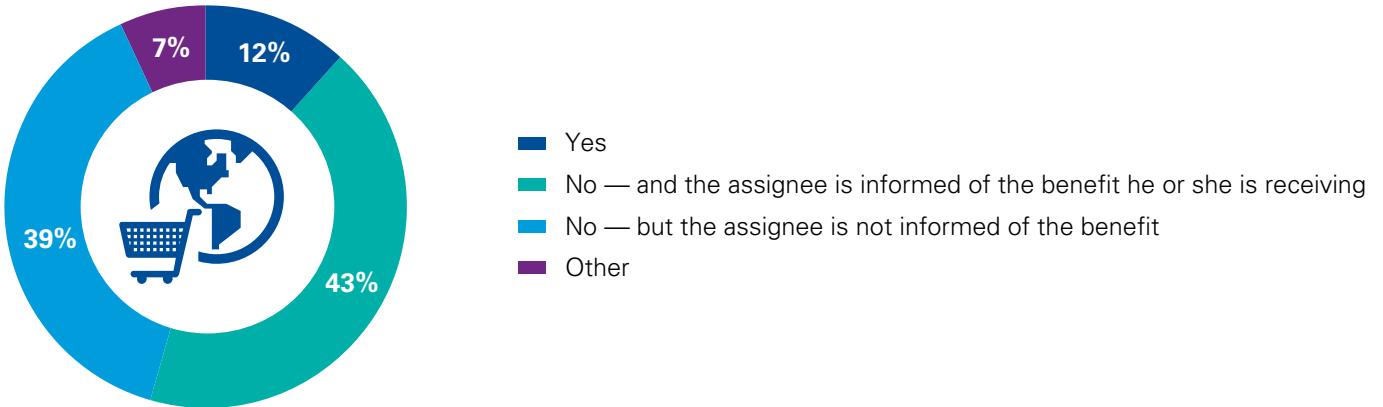 7%
12%
39%
43%
Yes
No — and the assignee is informed of the benefit he or she is receiving
No — but the assignee is not informed of the benefit
Other